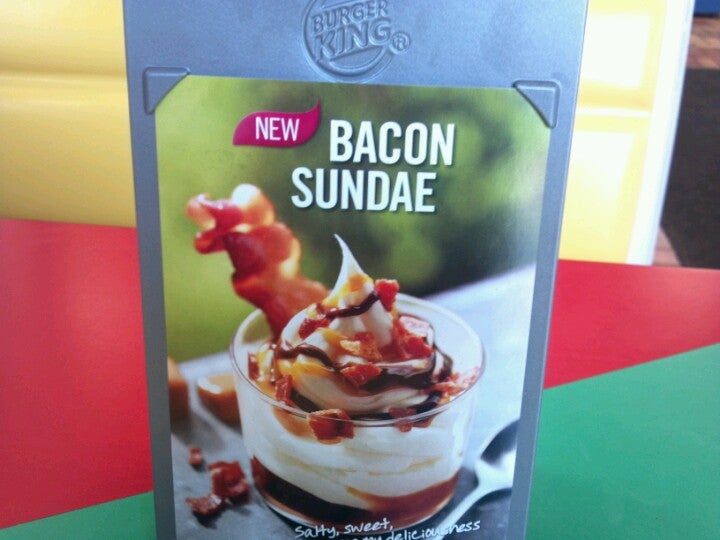 BURGER
KING®
NEW
BACON
SUNDAE
Salty, sweet,
deliciousness